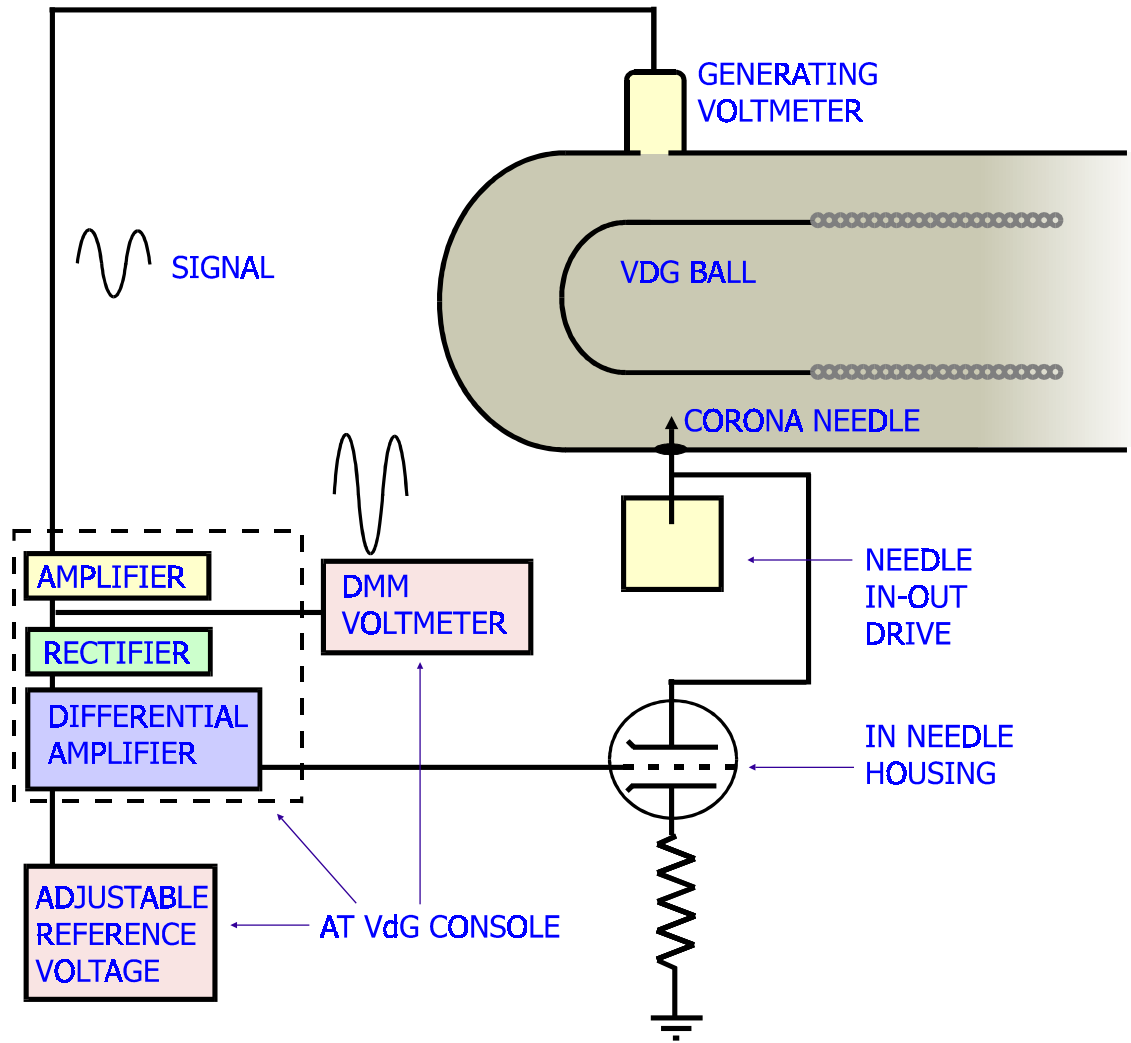 GENERATING
VOLTMETER
SIGNAL
VDG BALL
CORONA NEEDLE
AMPLIFIER
DMM
VOLTMETER
NEEDLE
IN-OUT
DRIVE
RECTIFIER
DIFFERENTIAL
AMPLIFIER
IN NEEDLE
HOUSING
ADJUSTABLE
REFERENCE
VOLTAGE
AT VdG CONSOLE